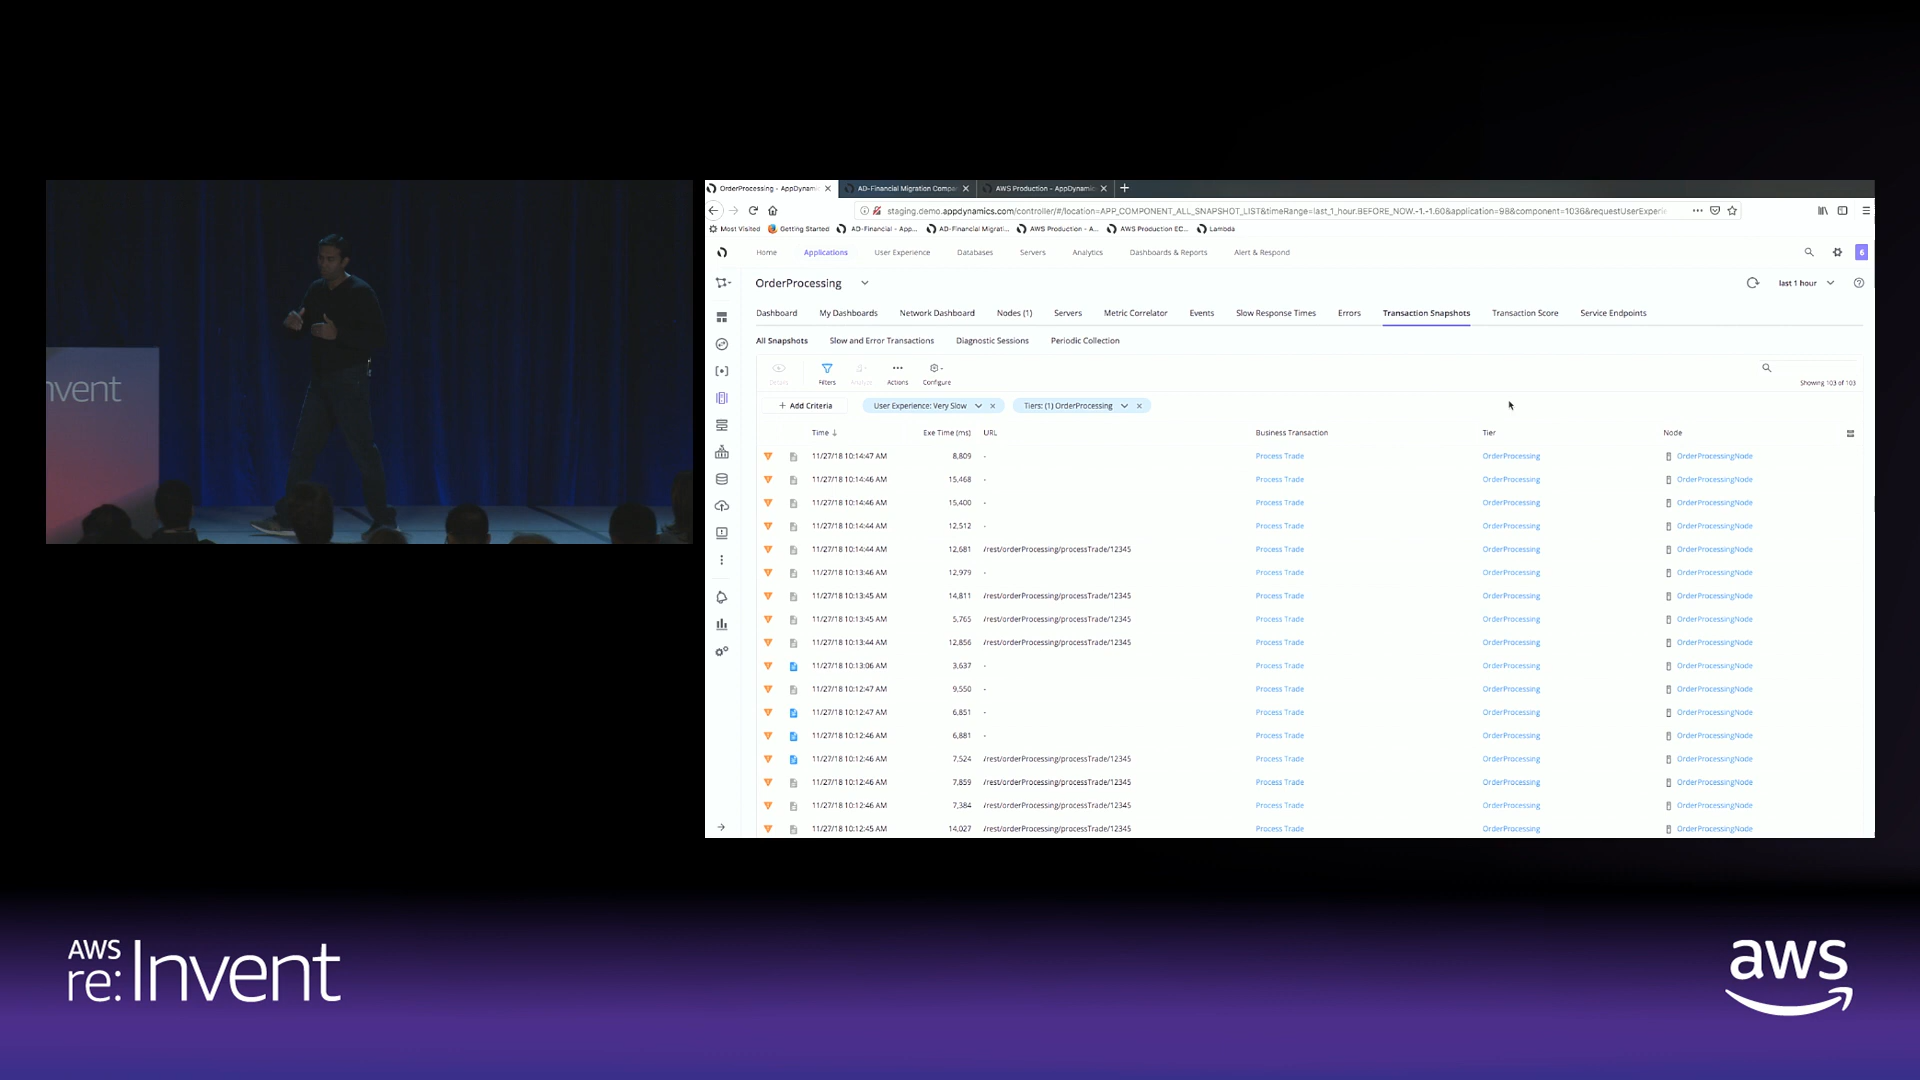 nvent
OrderProcessing - AppDynami
AD-Financial Migration Compa
AWS Production - AppDynamic
staging.demo.appdynamics.com/controller/#/location=APP_COMPONENT_ALL_SNAPSHOT_LIST&timeRange=last_1_hour.BEFORE_NOW.-1.-1.60&application=98&component=1036&requestUserExperie
Most Visited Getting Started AD-Financial - App... AD-Financial Migrati... AWS Production - A... AWS Production EC... Lambda
Home Applications User Experience Databases Servers Analytics Dashboards & Reports Alert & Respond 6
OrderProcessing last 1 hour
Dashboard My Dashboards Network Dashboard Nodes (1) Servers Metric Correlator Events Slow Response Times Errors Transaction Snapshots Transaction Score Service Endpoints
All Snapshots Slow and Error Transactions Diagnostic Sessions Periodic Collection
Details Filters Analyze Actions Configure
Showing 103 of 103
+ Add Criteria User Experience: Very Slow Tiers: (1) OrderProcessing
Time ↓ Exe Time (ms) URL Business Transaction Tier Node
11/27/18 10:14:47 AM 8,809 - Process Trade OrderProcessing OrderProcessingNode
11/27/18 10:14:46 AM 15,468 - Process Trade OrderProcessing OrderProcessingNode
11/27/18 10:14:46 AM 15,400 - Process Trade OrderProcessing OrderProcessingNode
11/27/18 10:14:44 AM 12,512 - Process Trade OrderProcessing OrderProcessingNode
11/27/18 10:14:44 AM 12,681 /rest/orderProcessing/processTrade/12345 Process Trade OrderProcessing OrderProcessingNode
11/27/18 10:13:46 AM 12,979 - Process Trade OrderProcessing OrderProcessingNode
11/27/18 10:13:45 AM 14,811 /rest/orderProcessing/processTrade/12345 Process Trade OrderProcessing OrderProcessingNode
11/27/18 10:13:45 AM 5,765 /rest/orderProcessing/processTrade/12345 Process Trade OrderProcessing OrderProcessingNode
11/27/18 10:13:44 AM 12,856 /rest/orderProcessing/processTrade/12345 Process Trade OrderProcessing OrderProcessingNode
11/27/18 10:13:06 AM 3,637 - Process Trade OrderProcessing OrderProcessingNode
11/27/18 10:12:47 AM 9,550 - Process Trade OrderProcessing OrderProcessingNode
11/27/18 10:12:47 AM 6,851 - Process Trade OrderProcessing OrderProcessingNode
11/27/18 10:12:46 AM 6,881 - Process Trade OrderProcessing OrderProcessingNode
11/27/18 10:12:46 AM 7,524 /rest/orderProcessing/processTrade/12345 Process Trade OrderProcessing OrderProcessingNode
11/27/18 10:12:46 AM 7,859 /rest/orderProcessing/processTrade/12345 Process Trade OrderProcessing OrderProcessingNode
11/27/18 10:12:46 AM 7,384 /rest/orderProcessing/processTrade/12345 Process Trade OrderProcessing OrderProcessingNode
11/27/18 10:12:45 AM 14,027 /rest/orderProcessing/processTrade/12345 Process Trade OrderProcessing OrderProcessingNode
AWS
re:Invent
aws